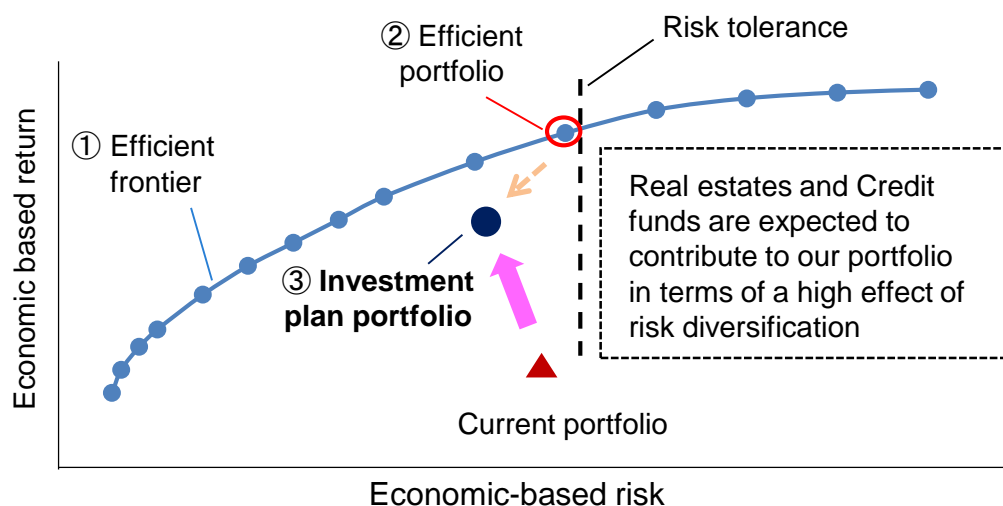 ② Efficient
portfolio
Risk tolerance
① Efficient
frontier
Economic based return
Real estates and Credit
funds are expected to
contribute to our portfolio
in terms of a high effect of
risk diversification
③ Investment
plan portfolio
Current portfolio
Economic-based risk